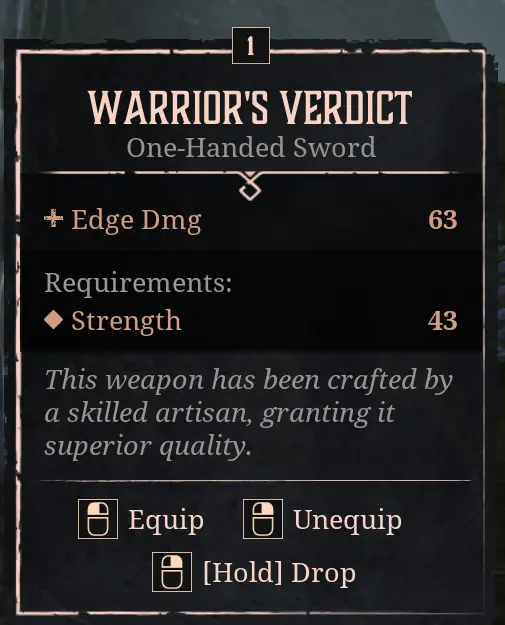 1
WARRIOR'S VERDICT
One-Handed Sword
Edge Dmg 63
Requirements:
Strength 43
This weapon has been crafted by
a skilled artisan, granting it
superior quality.
Equip Unequip
[Hold] Drop